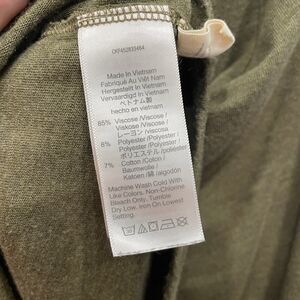 CKF452833464
Made In Vietnam
Fabriqué Au Viêt Nam
Hergestellt In Vietnam
Vervaardigd In Vietnam
ベトナム製
hecho en vietnam
85% Viscose /Viscose /
Viskose /Viscose /
レーヨン /Viscosa
8% Polyester /Polyester /
Polyester /Polyester /
ポリエステル /poliéster
7% Cotton /Coton /
Baumwolle /
Katoen /綿 /algodón
Machine Wash Cold With
Like Colors. Non-Chlorine
Bleach Only. Tumble
Dry Low. Iron On Lowest
Setting.